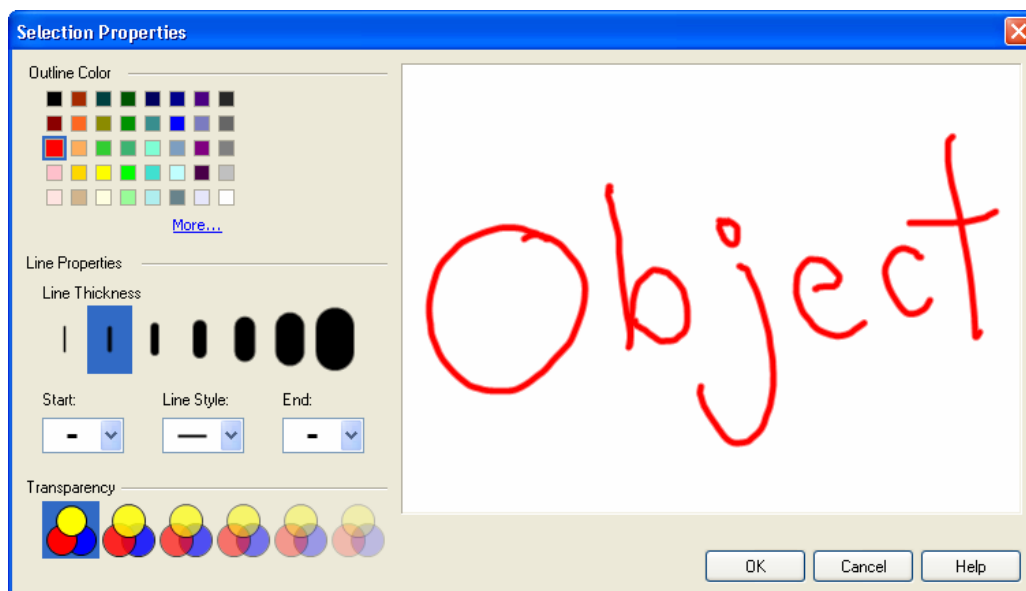 Selection Properties
Outline Color
More...
Line Properties
Line Thickness
Start: Line Style: End:
Transparency
Object
OK Cancel Help